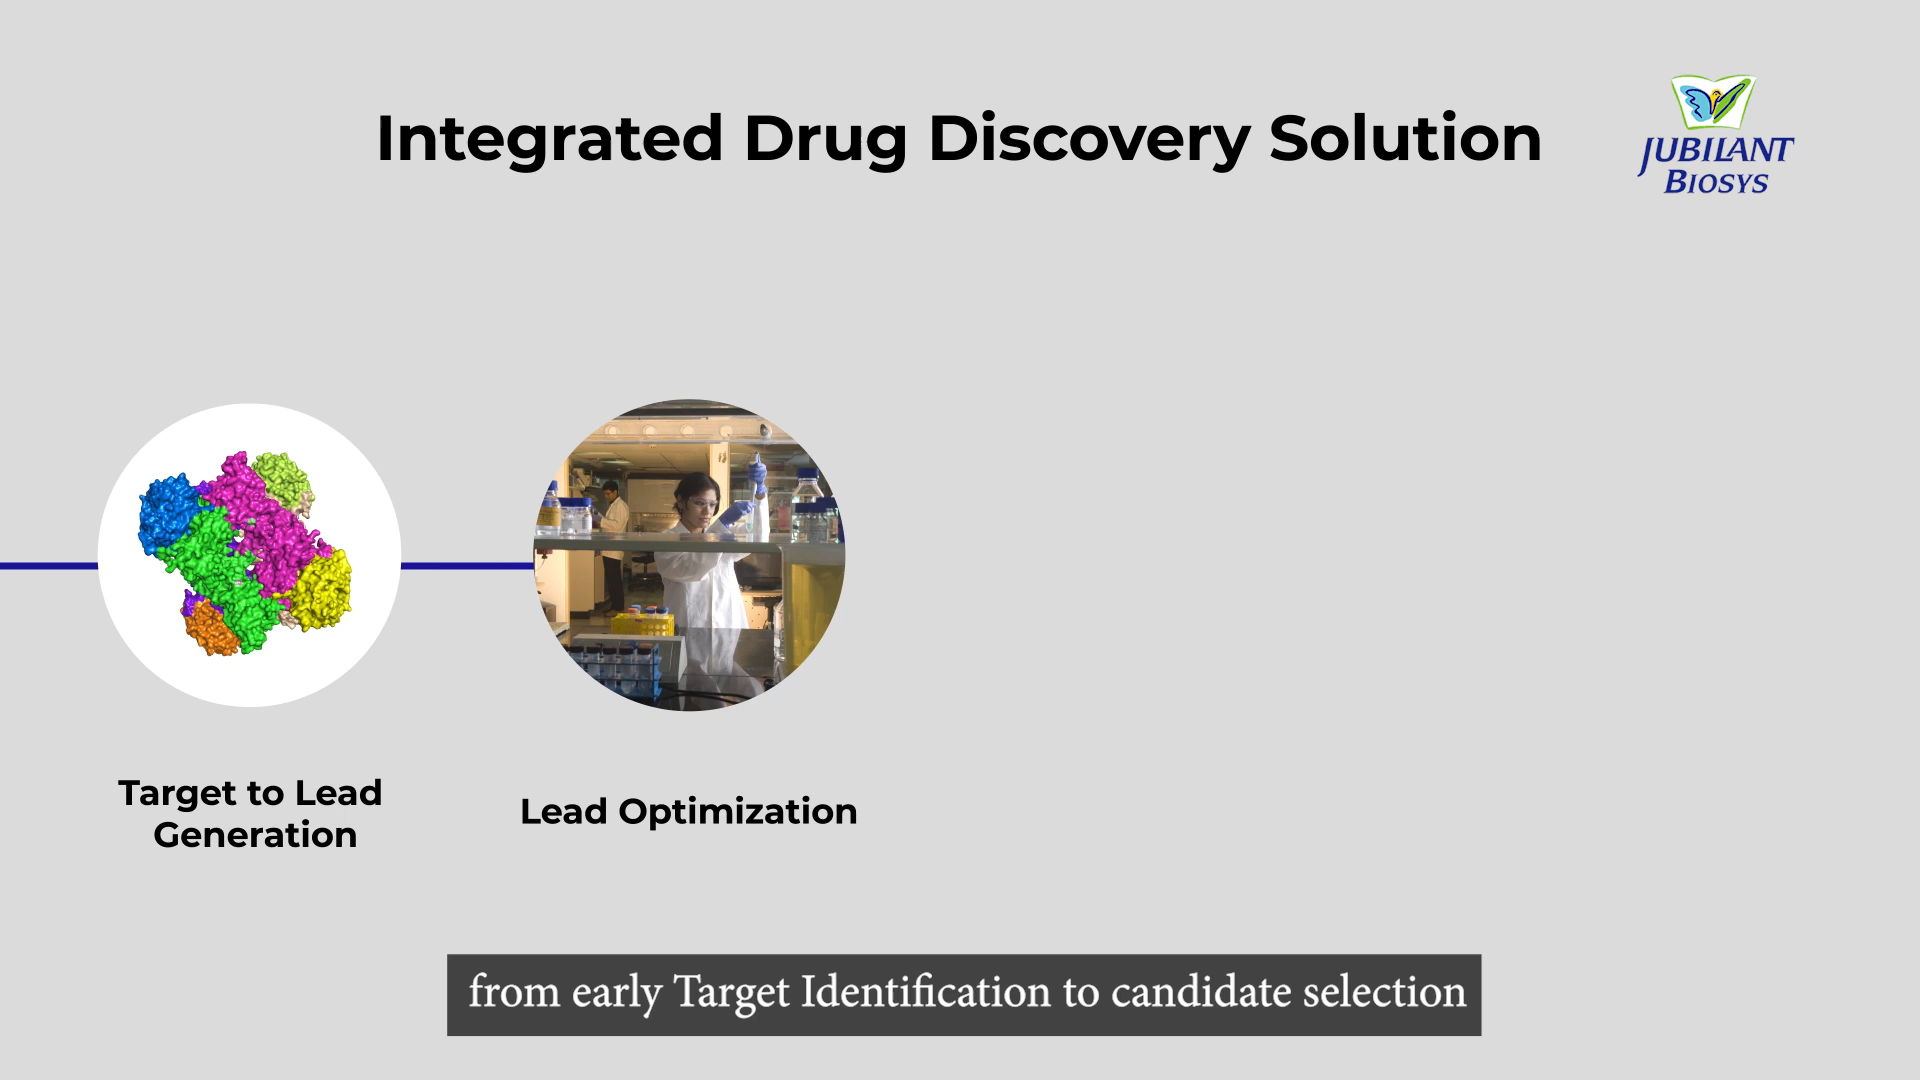 Integrated Drug Discovery Solution
JUBILANT
BIOSYS
Target to Lead
Generation
Lead Optimization
from early Target Identification to candidate selection